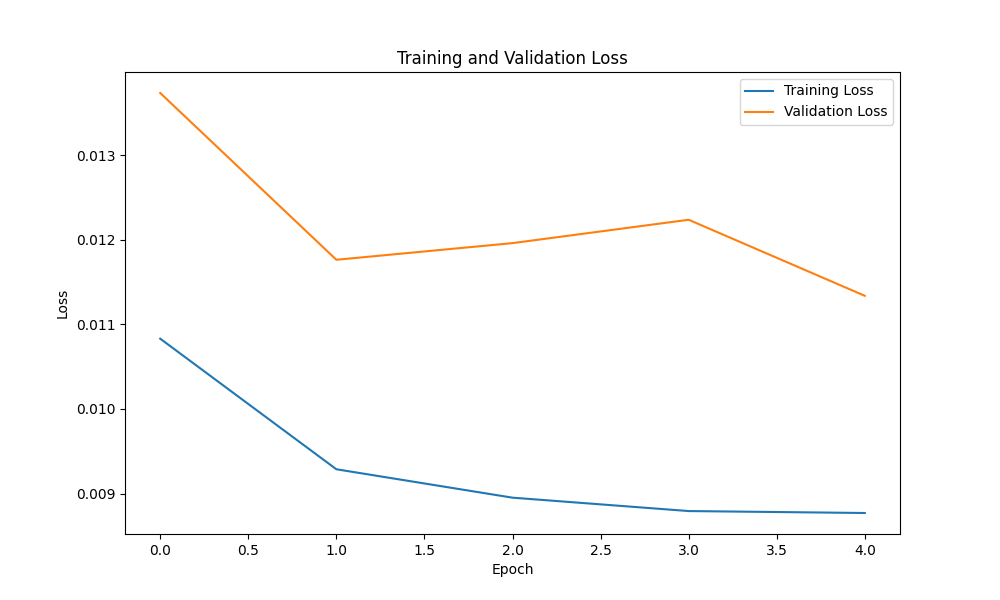 Training and Validation Loss
Training Loss
Validation Loss
0.013
0.012
0.011
0.010
0.009
Loss
0.0 0.5 1.0 1.5 2.0 2.5 3.0 3.5 4.0
Epoch